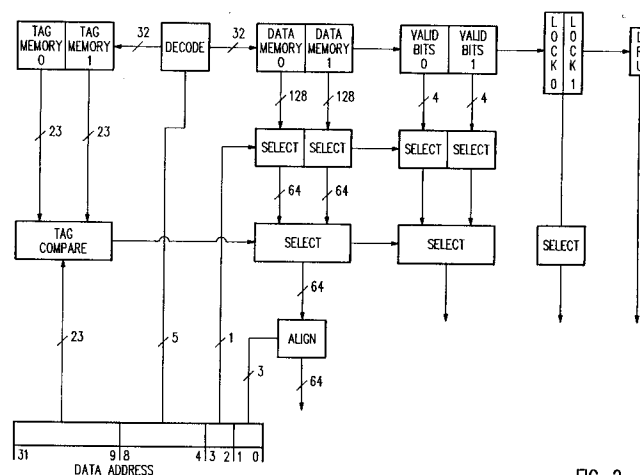 TAG MEMORY 0
TAG MEMORY 1
32
DECODE
32
DATA MEMORY 0
DATA MEMORY 1
VALID BITS 0
VALID BITS 1
LOCK 0
LOCK 1
128
128
4
4
23
23
SELECT
SELECT
SELECT
SELECT
64
64
TAG COMPARE
SELECT
SELECT
SELECT
64
23
5
1
ALIGN
3
64
31
9
8
4
3
2
1
0
DATA ADDRESS